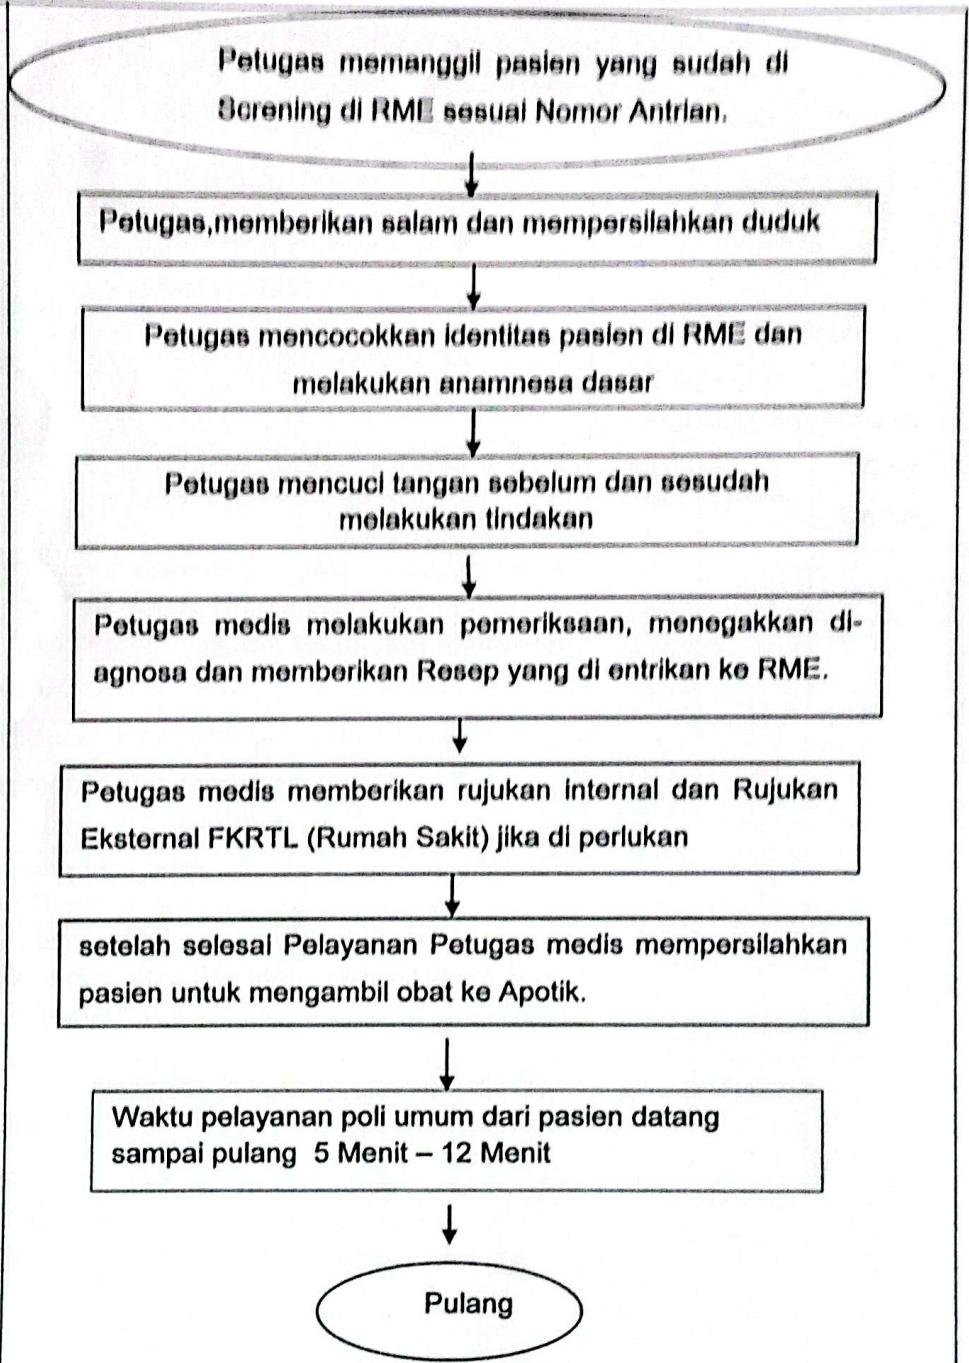 Petugas memanggil pasien yang sudah di
Screning di RME sesuai Nomor Antrian.
Petugas,memberikan salam dan mempersilahkan duduk
Petugas mencocokkan identitas pasien di RME dan
melakukan anamnesa dasar
Petugas mencuci tangan sebelum dan sesudah
melakukan tindakan
Petugas medis melakukan pemeriksaan, menegakkan di-
agnosa dan memberikan Resep yang di entrikan ke RME.
Petugas medis memberikan rujukan internal dan Rujukan
Eksternal FKRTL (Rumah Sakit) jika di perlukan
setelah selesai Pelayanan Petugas medis mempersilahkan
pasien untuk mengambil obat ke Apotik.
Waktu pelayanan poli umum dari pasien datang
sampai pulang 5 Menit – 12 Menit
Pulang